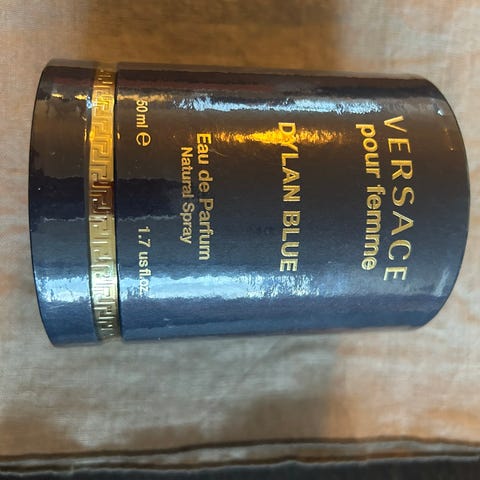 VERSACE
pour femme
DYLAN BLUE
Eau de Parfum
Natural Spray
50 ml ℮ 1.7 us fl.oz.